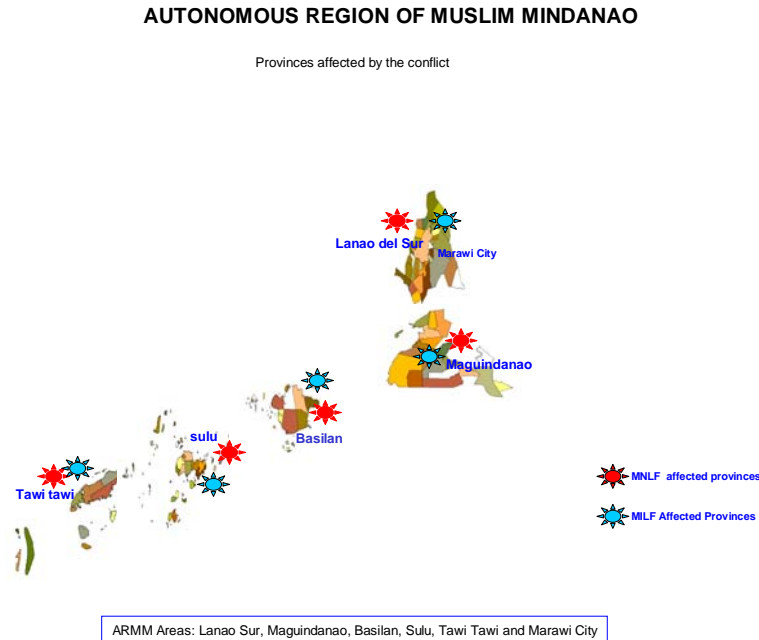 AUTONOMOUS REGION OF MUSLIM MINDANAO
Provinces affected by the conflict
Lanao del Sur
Marawi City
Maguindanao
Basilan
sulu
Tawi tawi
MNLF affected provinces
MILF Affected Provinces
ARMM Areas: Lanao Sur, Maguindanao, Basilan, Sulu, Tawi Tawi and Marawi City